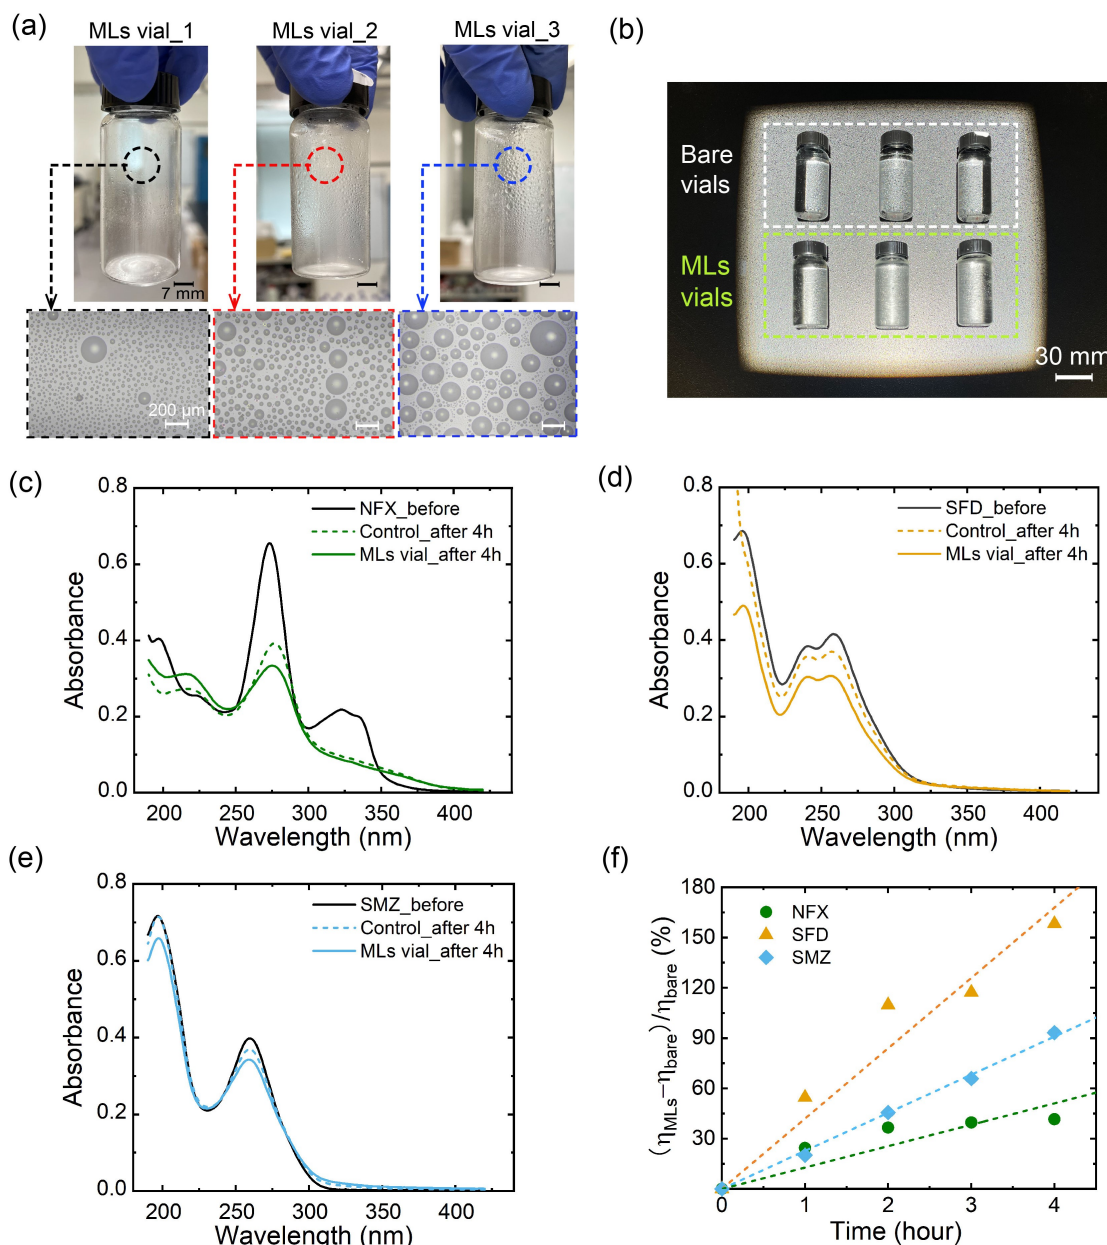 (a)
MLs vial_1
MLs vial_2
MLs vial_3
7 mm
200 µm
(b)
Bare
vials
MLs
vials
30 mm
(c)
0.8
0.6
0.4
0.2
0.0
Absorbance
NFX_before
Control_after 4h
MLs vial_after 4h
200 250 300 350 400
Wavelength (nm)
(d)
0.8
0.6
0.4
0.2
0.0
Absorbance
SFD_before
Control_after 4h
MLs vial_after 4h
200 250 300 350 400
Wavelength (nm)
(e)
0.8
0.6
0.4
0.2
0.0
Absorbance
SMZ_before
Control_after 4h
MLs vial_after 4h
200 250 300 350 400
Wavelength (nm)
(f)
180
150
120
90
60
30
(ηMLs−ηbare)/ηbare (%)
NFX
SFD
SMZ
0 1 2 3 4
Time (hour)